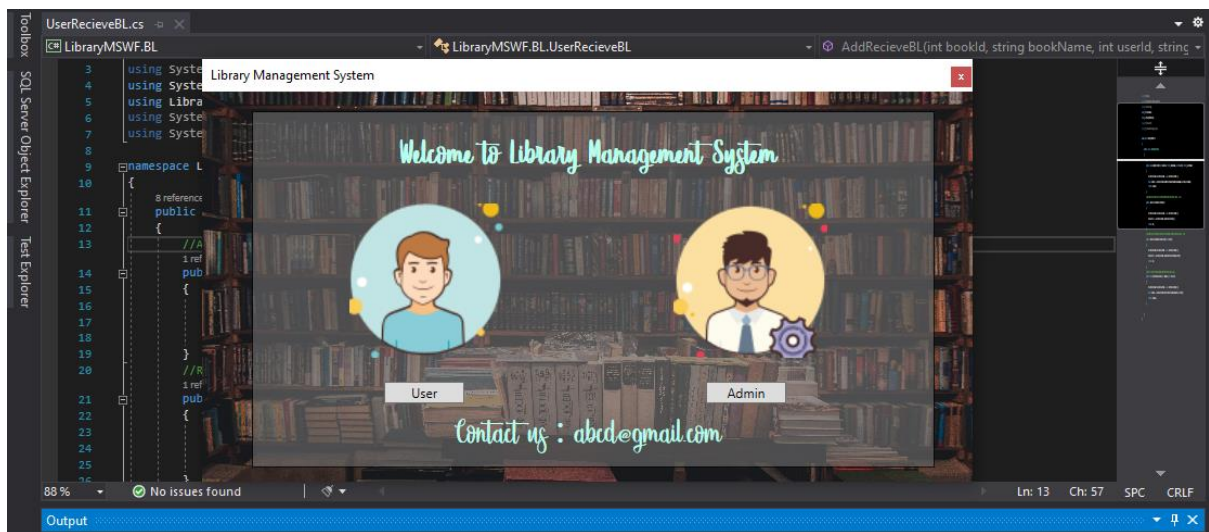 UserRecieveBL.cs
LibraryMSWF.BL
LibraryMSWF.BL.UserRecieveBL
AddRecieveBL(int bookId, string bookName, int userId, string
Toolbox
SQL Server Object Explorer
Test Explorer
3 using Syste
4 using Syste
5 using Libra
6 using Syste
7 using Syste
8
9 namespace L
10 {
8 reference
11 public
12 {
13 //A
1 ref
14 pub
15 {
16
17
18
19 }
20 //R
1 ref
21 pub
22 {
23
24
25
26 }
Library Management System
x
Welcome to Library Management System
User
Admin
Contact us : abcd@gmail.com
88 %
No issues found
Ln: 13 Ch: 57 SPC CRLF
Output